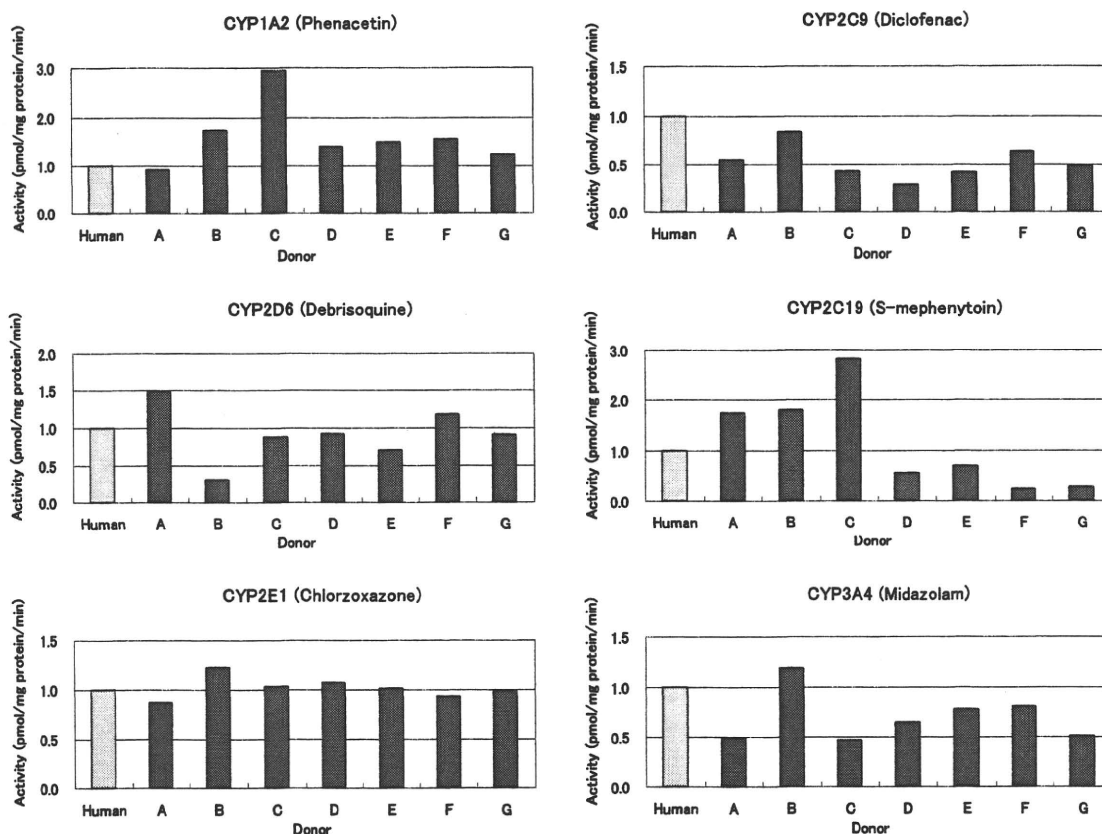 CYP1A2 (Phenacetin)
Activity (pmol/mg protein/min)
3.0
2.0
1.0
0.0
Human A B C D E F G
Donor
CYP2C9 (Diclofenac)
Activity (pmol/mg protein/min)
1.5
1.0
0.5
0.0
Human A B C D E F G
Donor
CYP2D6 (Debrisoquine)
Activity (pmol/mg protein/min)
2.0
1.5
1.0
0.5
0.0
Human A B C D E F G
Donor
CYP2C19 (S-mephenytoin)
Activity (pmol/mg protein/min)
3.0
2.0
1.0
0.0
Human A B C D E F G
Donor
CYP2E1 (Chlorzoxazone)
Activity (pmol/mg protein/min)
1.5
1.0
0.5
0.0
Human A B C D E F G
Donor
CYP3A4 (Midazolam)
Activity (pmol/mg protein/min)
1.5
1.0
0.5
0.0
Human A B C D E F G
Donor